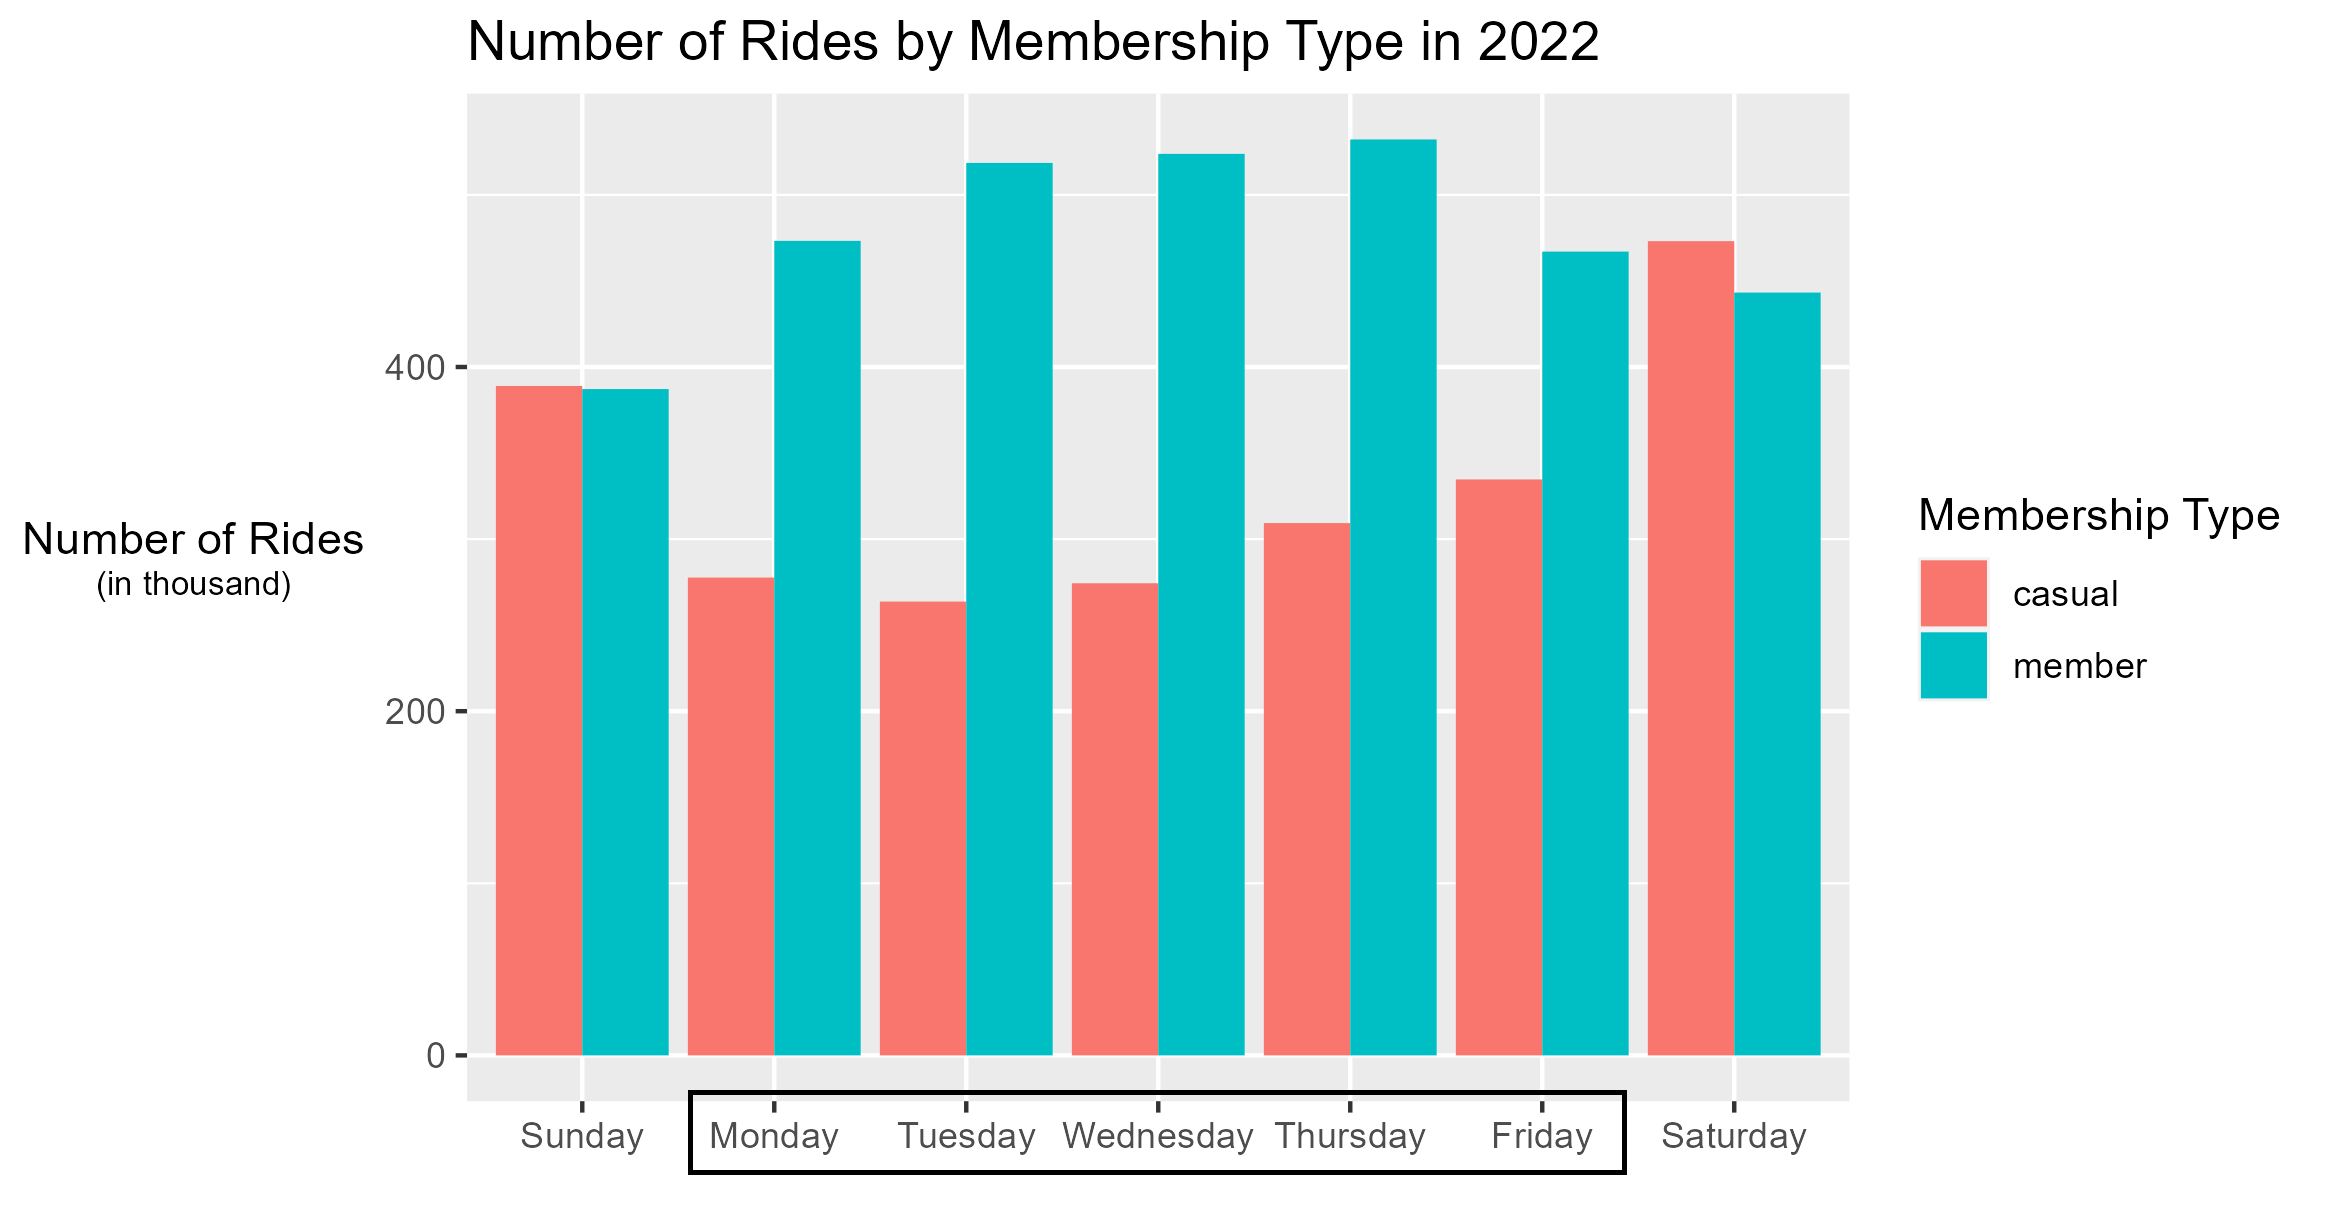 Number of Rides by Membership Type in 2022
400
200
0
Number of Rides
(in thousand)
Sunday Monday Tuesday Wednesday Thursday Friday Saturday
Membership Type
casual
member